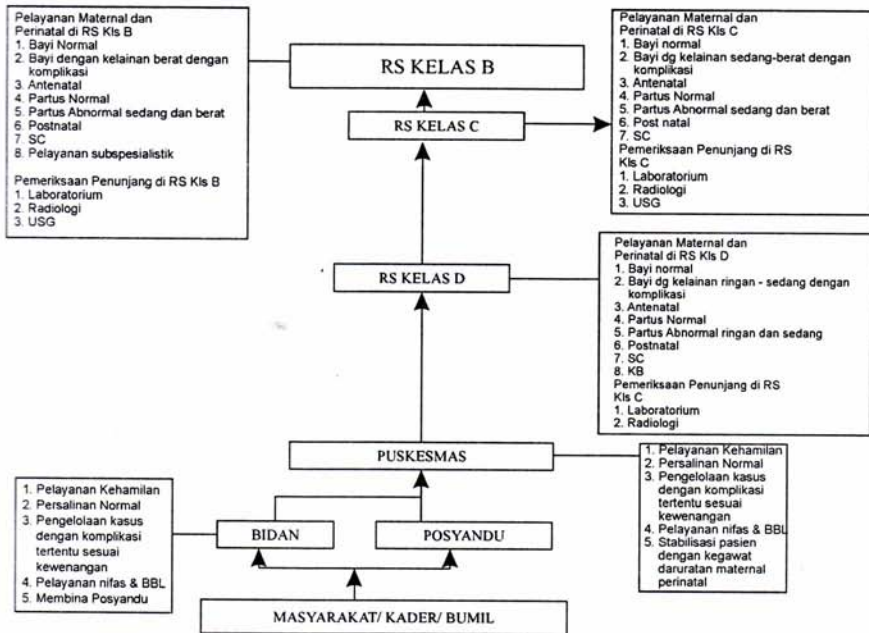 Pelayanan Maternal dan
Perinatal di RS Kls B
1. Bayi Normal
2. Bayi dengan kelainan berat dengan
komplikasi
3. Antenatal
4. Partus Normal
5. Partus Abnormal sedang dan berat
6. Postnatal
7. SC
8. Pelayanan subspesialistik
Pemeriksaan Penunjang di RS Kls B
1. Laboratorium
2. Radiologi
3. USG
RS KELAS B
RS KELAS C
Pelayanan Maternal dan
Perinatal di RS Kls C
1. Bayi normal
2. Bayi dg kelainan sedang-berat dengan
komplikasi
3. Antenatal
4. Partus Normal
5. Partus Abnormal sedang dan berat
6. Post natal
7. SC
Pemeriksaan Penunjang di RS
Kls C
1. Laboratorium
2. Radiologi
3. USG
RS KELAS D
Pelayanan Maternal dan
Perinatal di RS Kls D
1. Bayi normal
2. Bayi dg kelainan ringan - sedang dengan
komplikasi
3. Antenatal
4. Partus Normal
5. Partus Abnormal ringan dan sedang
6. Postnatal
7. SC
8. KB
Pemeriksaan Penunjang di RS
Kls C
1. Laboratorium
2. Radiologi
PUSKESMAS
1. Pelayanan Kehamilan
2. Persalinan Normal
3. Pengelolaan kasus
dengan komplikasi
tertentu sesuai
kewenangan
4. Pelayanan nifas & BBL
5. Stabilisasi pasien
dengan kegawat
daruratan maternal
perinatal
1. Pelayanan Kehamilan
2. Persalinan Normal
3. Pengelolaan kasus
dengan komplikasi
tertentu sesuai
kewenangan
4. Pelayanan nifas & BBL
5. Membina Posyandu
BIDAN
POSYANDU
MASYARAKAT/ KADER/ BUMIL